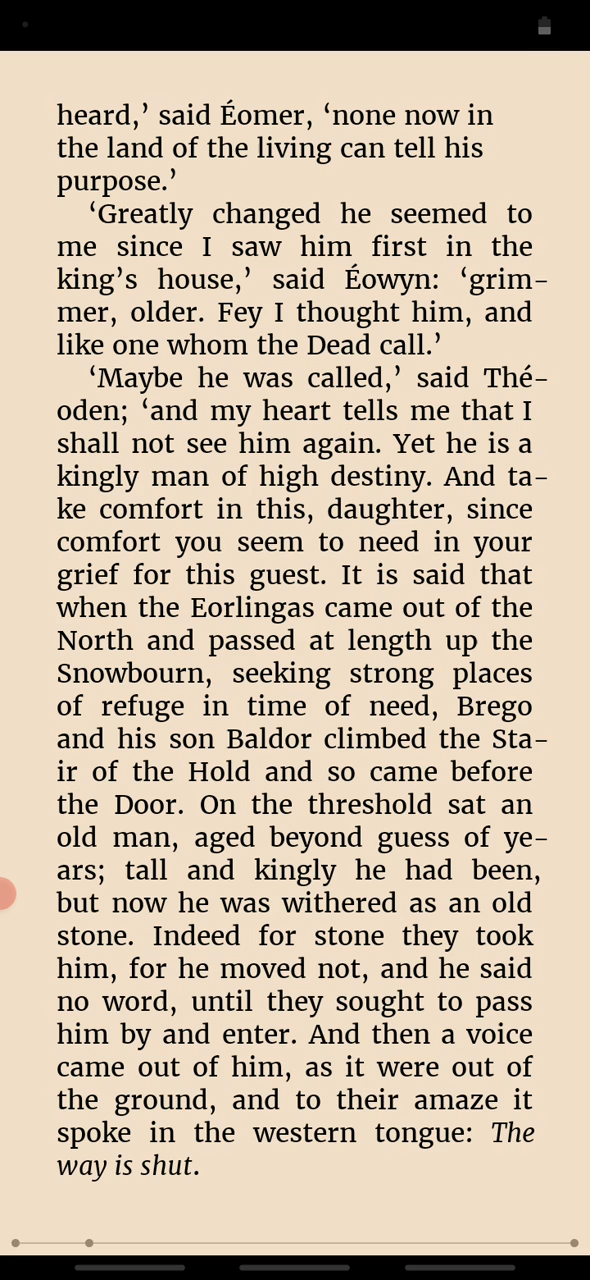 heard,’ said Éomer, ‘none now in
the land of the living can tell his
purpose.’
‘Greatly changed he seemed to
me since I saw him first in the
king’s house,’ said Éowyn: ‘grim-
mer, older. Fey I thought him, and
like one whom the Dead call.’
‘Maybe he was called,’ said Thé-
oden; ‘and my heart tells me that I
shall not see him again. Yet he is a
kingly man of high destiny. And ta-
ke comfort in this, daughter, since
comfort you seem to need in your
grief for this guest. It is said that
when the Eorlingas came out of the
North and passed at length up the
Snowbourn, seeking strong places
of refuge in time of need, Brego
and his son Baldor climbed the Sta-
ir of the Hold and so came before
the Door. On the threshold sat an
old man, aged beyond guess of ye-
ars; tall and kingly he had been,
but now he was withered as an old
stone. Indeed for stone they took
him, for he moved not, and he said
no word, until they sought to pass
him by and enter. And then a voice
came out of him, as it were out of
the ground, and to their amaze it
spoke in the western tongue: The
way is shut.